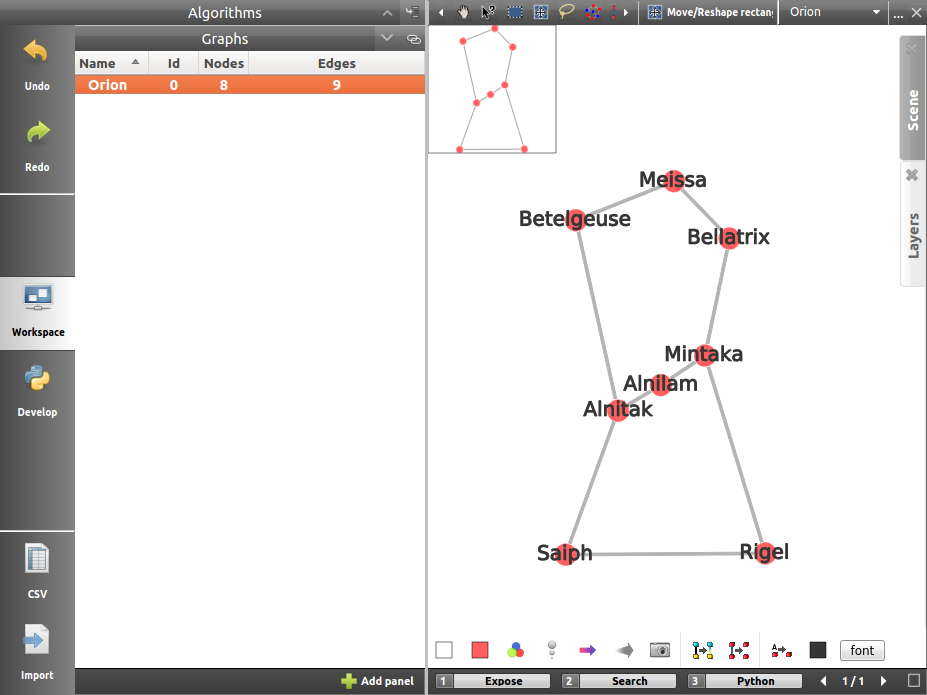 Algorithms
Graphs
Name Id Nodes Edges
Orion 0 8 9
Undo
Redo
Workspace
Develop
CSV
Import
Add panel
Move/Reshape rectan
Orion
...
Scene
Layers
Meissa
Betelgeuse
Bellatrix
Mintaka
Alnilam
Alnitak
Saiph
Rigel
font
1 Expose 2 Search 3 Python 1 / 1